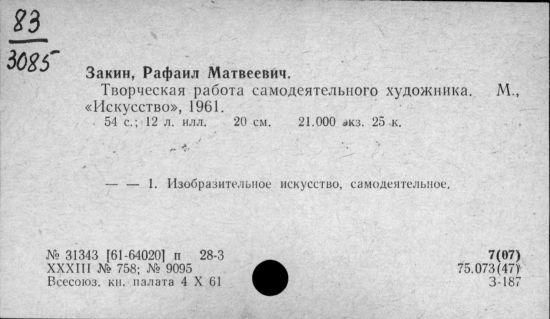 83
3085
Закин, Рафаил Матвеевич.
Творческая работа самодеятельного художника. М.,
«Искусство», 1961.
54 с.; 12 л. илл. 20 см. 21.000 экз. 25 к.
— — 1. Изобразительное искусство, самодеятельное.
№ 31343 [61-64020] п 28-3 7(07)
XXXIII № 758; № 9095 75.073(47)
Всесоюз. кн. палата 4 X 61 З-187